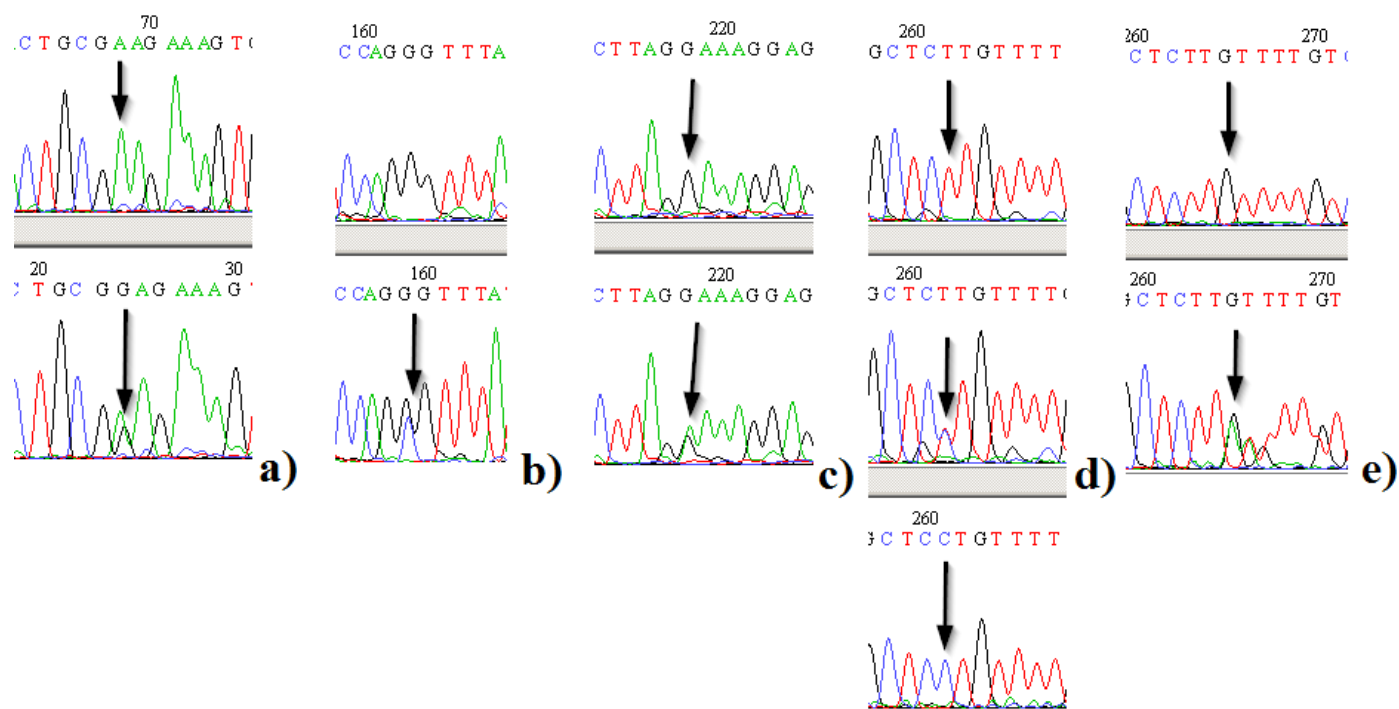 70
C T G C G A A G A A A G T
160
C C A G G G T T T A
220
C T T A G G A A A G G A G
260
G C T C T T G T T T T
260 270
C T C T T G T T T T G T
20 30
T G C G G A G A A A G
160
C C A G G G T T T A
220
C T T A G G A A A G G A G
260
G C T C T T G T T T T
260 270
G C T C T T G T T T T G T
a)
b)
c)
d)
e)
260
G C T C C T G T T T T